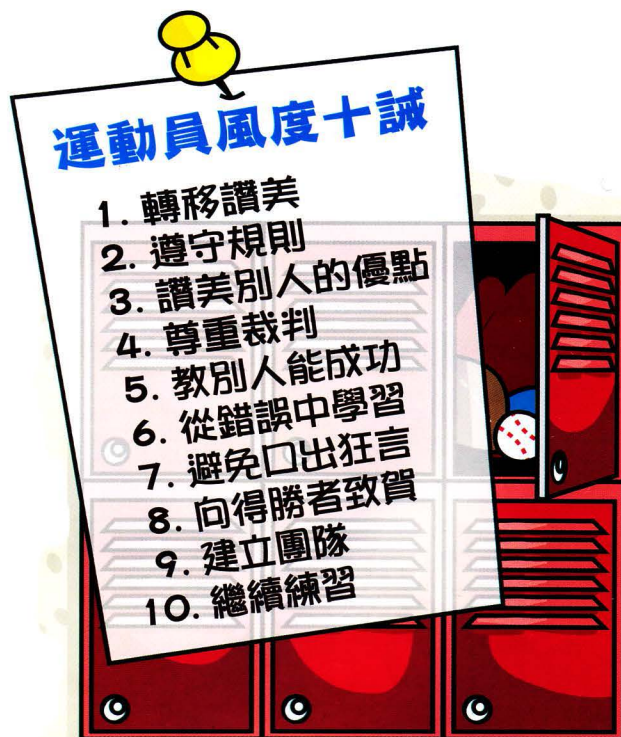 運動員風度十誡
1. 轉移讚美
2. 遵守規則
3. 讚美別人的優點
4. 尊重裁判
5. 教別人能成功
6. 從錯誤中學習
7. 避免口出狂言
8. 向得勝者致賀
9. 建立團隊
10. 繼續練習